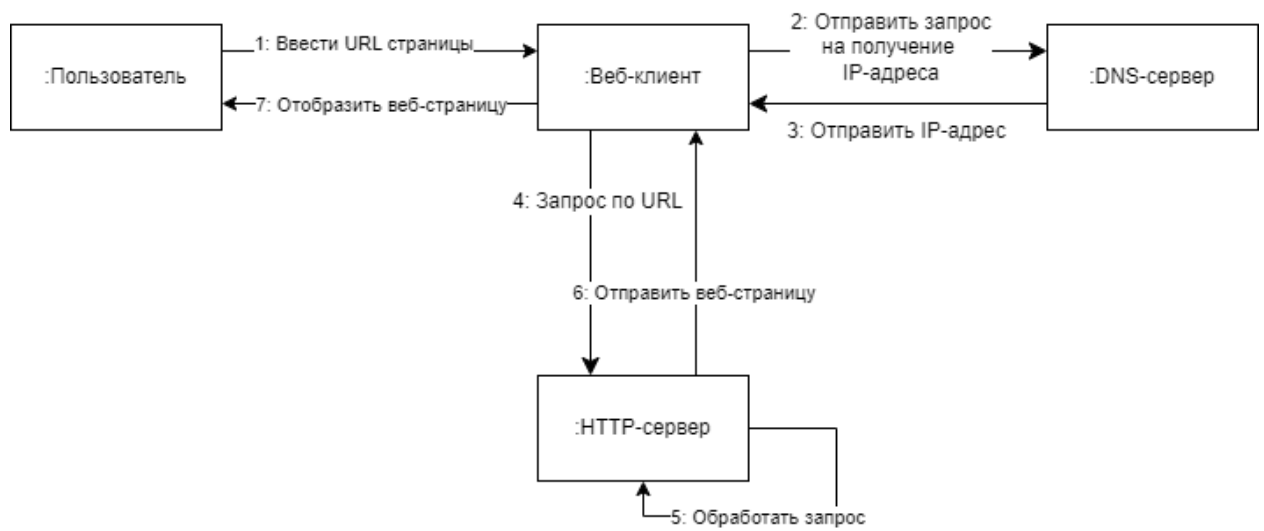 :Пользователь
1: Ввести URL страницы
7: Отобразить веб-страницу
:Веб-клиент
2: Отправить запрос
на получение
IP-адреса
3: Отправить IP-адрес
:DNS-сервер
4: Запрос по URL
6: Отправить веб-страницу
:HTTP-сервер
5: Обработать запрос